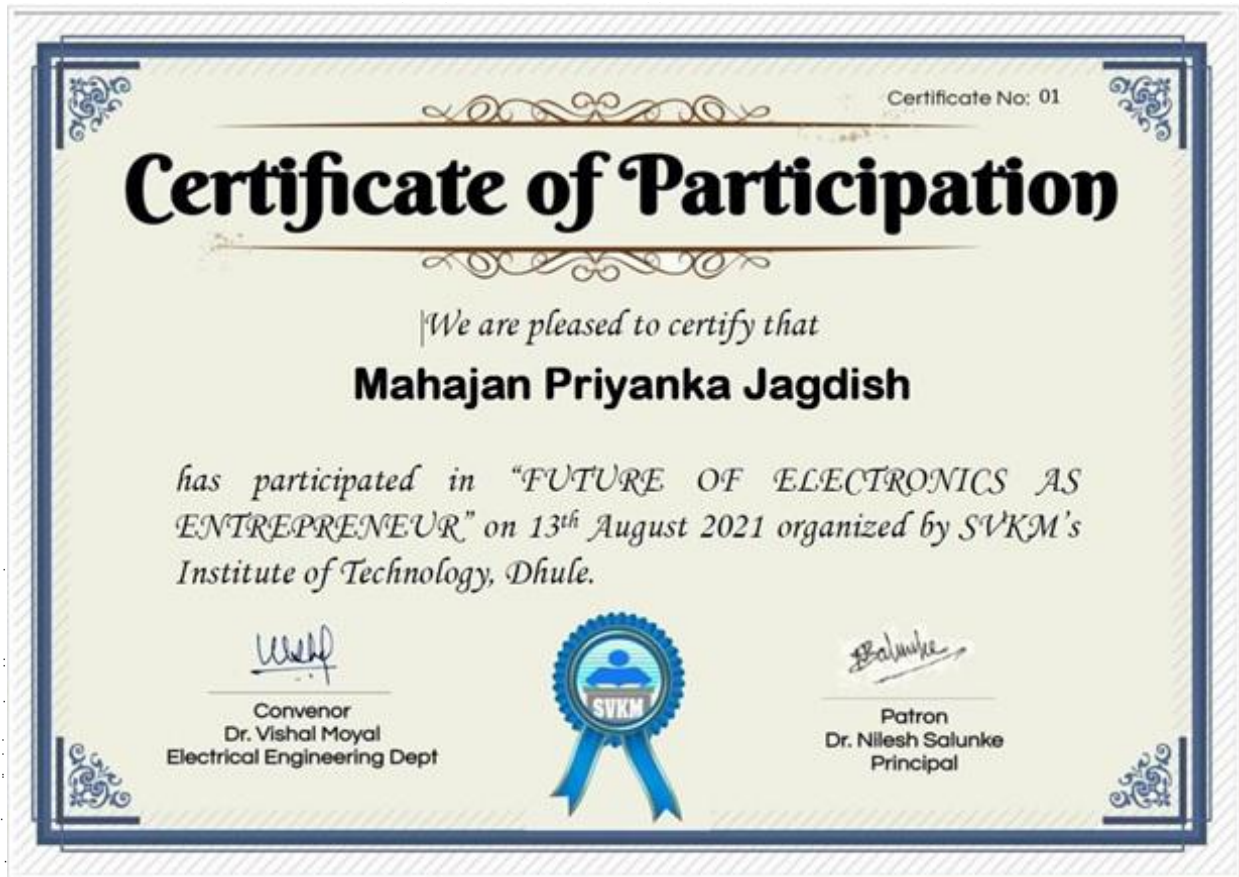 Certificate No: 01
Certificate of Participation
We are pleased to certify that
Mahajan Priyanka Jagdish
has participated in “FUTURE OF ELECTRONICS AS
ENTREPRENEUR” on 13th August 2021 organized by SVKM’s
Institute of Technology, Dhule.
SVKM
Convenor
Dr. Vishal Moyal
Electrical Engineering Dept
Patron
Dr. Nilesh Salunke
Principal